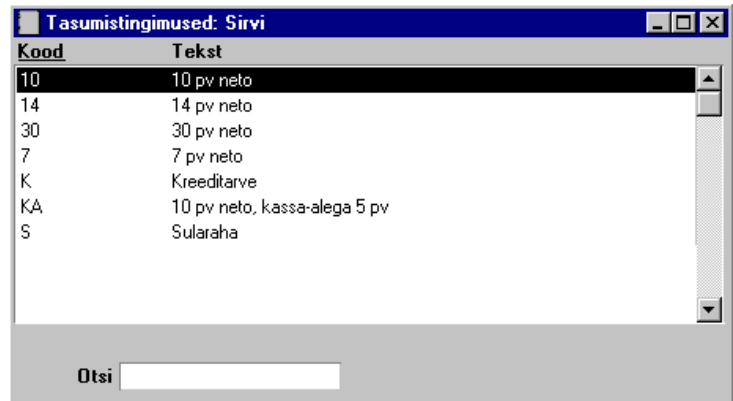 Tasumistingimused: Sirvi
Kood Tekst
10 10 pv neto
14 14 pv neto
30 30 pv neto
7 7 pv neto
K Kreeditarve
KA 10 pv neto, kassa-alega 5 pv
S Sularaha
Otsi